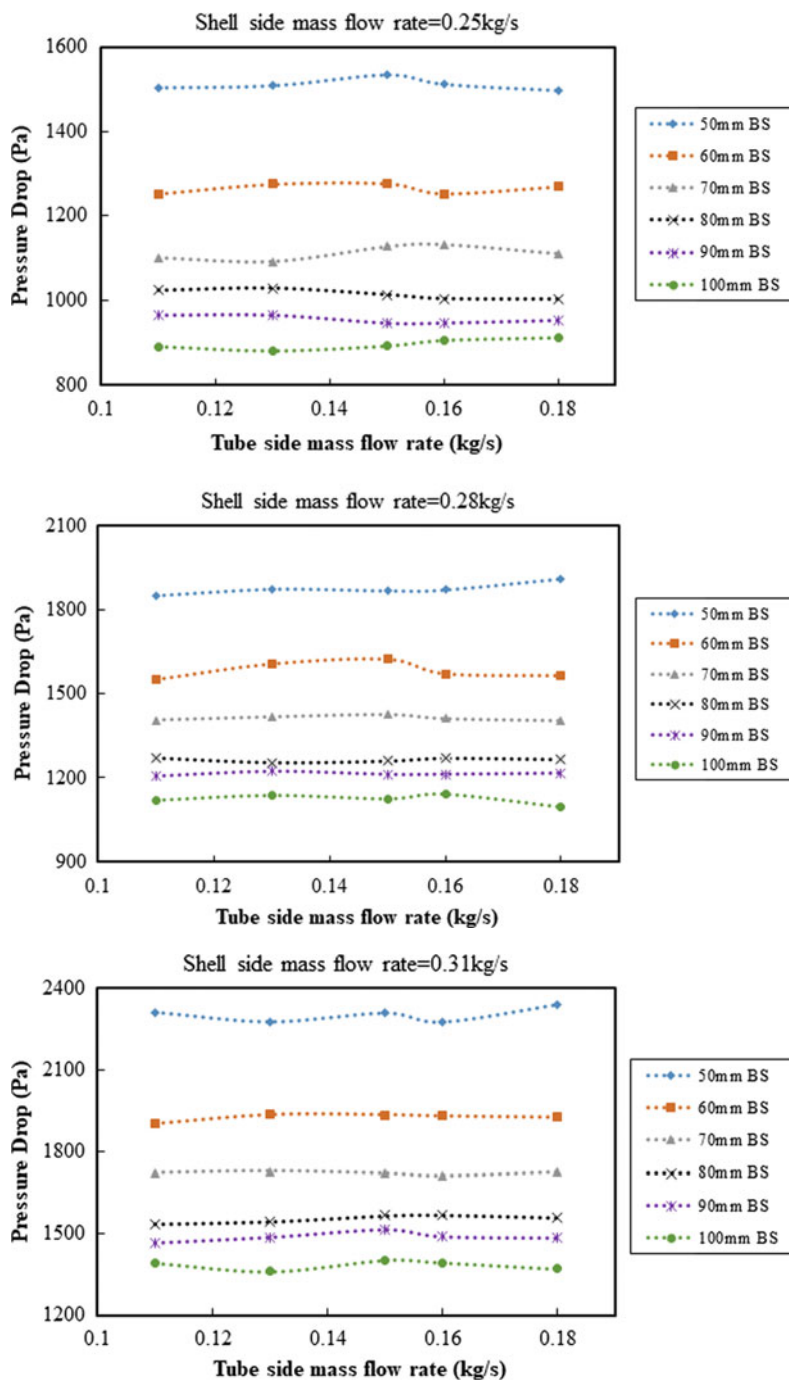 Shell side mass flow rate=0.25kg/s
1600
1400
1200
1000
800
Pressure Drop (Pa)
0.1 0.12 0.14 0.16 0.18
Tube side mass flow rate (kg/s)
50mm BS
60mm BS
70mm BS
80mm BS
90mm BS
100mm BS
Shell side mass flow rate=0.28kg/s
2100
1800
1500
1200
900
Pressure Drop (Pa)
0.1 0.12 0.14 0.16 0.18
Tube side mass flow rate (kg/s)
50mm BS
60mm BS
70mm BS
80mm BS
90mm BS
100mm BS
Shell side mass flow rate=0.31kg/s
2400
2100
1800
1500
1200
Pressure Drop (Pa)
0.1 0.12 0.14 0.16 0.18
Tube side mass flow rate (kg/s)
50mm BS
60mm BS
70mm BS
80mm BS
90mm BS
100mm BS